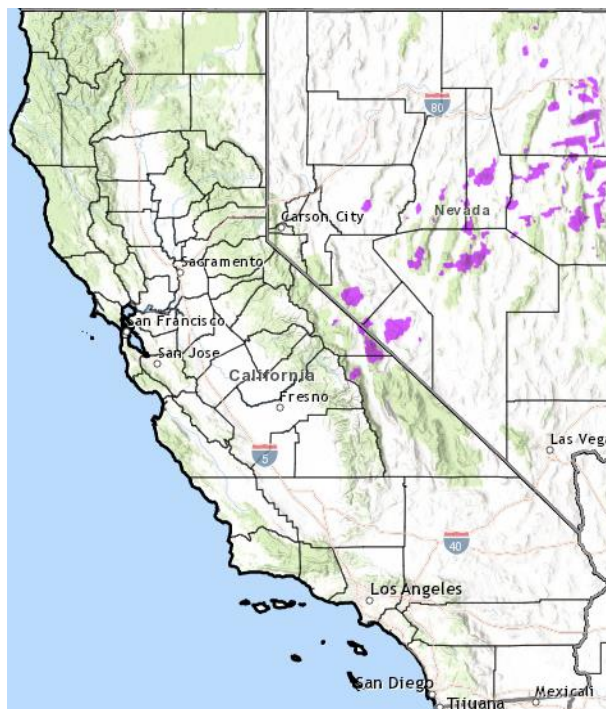 80
Nevada
Carson City
Sacramento
San Francisco
San Jose
California
Fresno
5
Las Vega
40
Los Angeles
San Diego
Mexicali
Tijuana